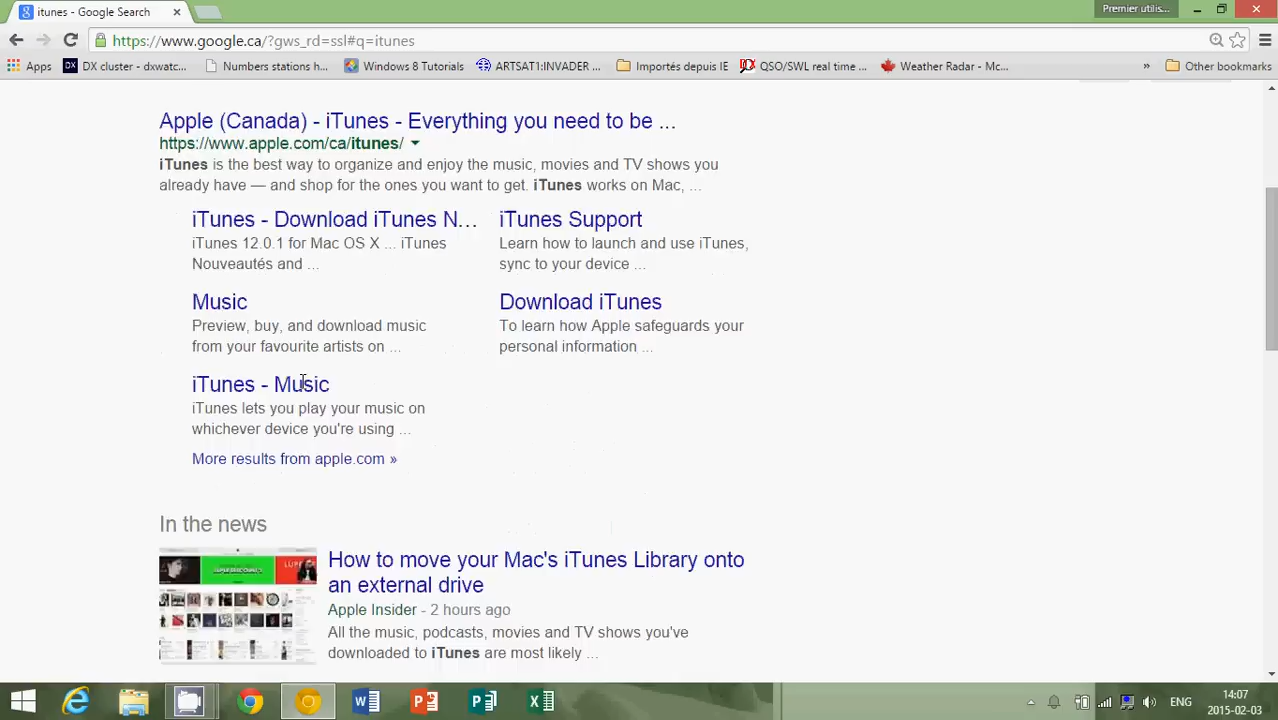 itunes - Google Search
Premier utilis...
https://www.google.ca/?gws_rd=ssl#q=itunes
Apps
DX cluster - dxwatc...
Numbers stations h...
Windows 8 Tutorials
ARTSAT1:INVADER ...
Importés depuis IE
QSO/SWL real time ...
Weather Radar - Mc...
»
Other bookmarks
Apple (Canada) - iTunes - Everything you need to be ...
https://www.apple.com/ca/itunes/
iTunes is the best way to organize and enjoy the music, movies and TV shows you
already have — and shop for the ones you want to get. iTunes works on Mac, ...
iTunes - Download iTunes N...
iTunes 12.0.1 for Mac OS X ... iTunes
Nouveautés and ...
iTunes Support
Learn how to launch and use iTunes,
sync to your device ...
Music
Preview, buy, and download music
from your favourite artists on ...
Download iTunes
To learn how Apple safeguards your
personal information ...
iTunes - Music
iTunes lets you play your music on
whichever device you're using ...
More results from apple.com »
In the news
How to move your Mac's iTunes Library onto
an external drive
Apple Insider - 2 hours ago
All the music, podcasts, movies and TV shows you've
downloaded to iTunes are most likely ...
ENG
14:07
2015-02-03